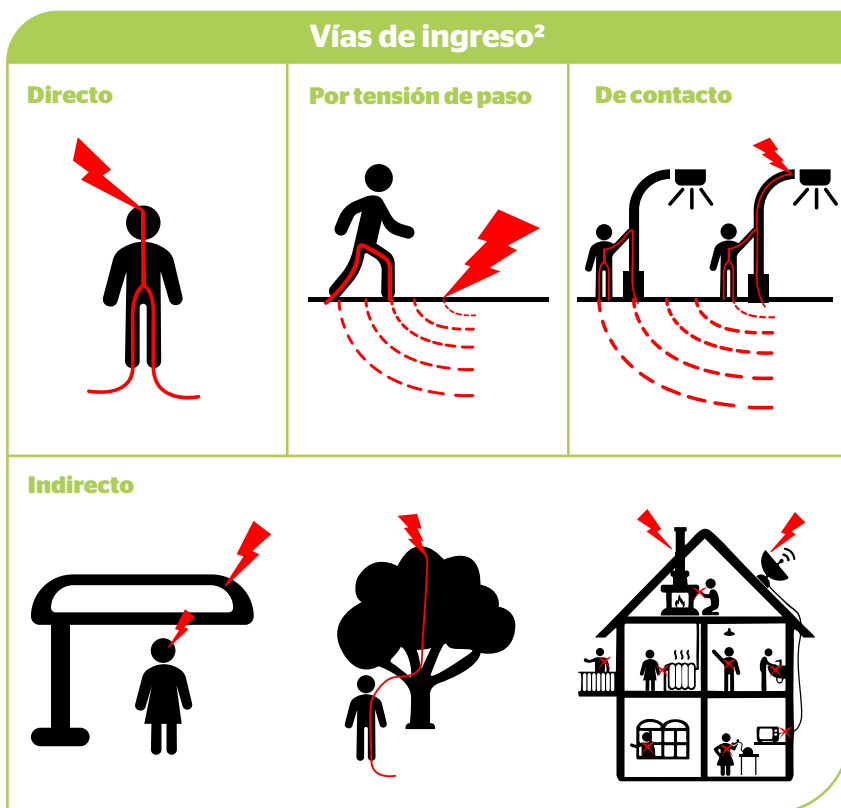 Vías de ingreso²
Directo
Por tensión de paso
De contacto
Indirecto